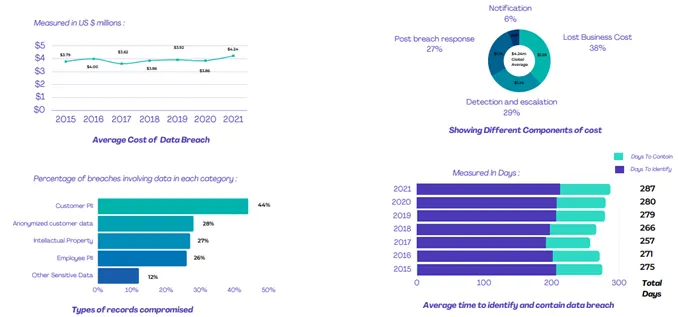 Measured in US $ millions :
$5
$4
$3
$2
$1
$0
$3.79
$4.00
$3.62
$3.86
$3.92
$3.86
$4.24
2015 2016 2017 2018 2019 2020 2021
Average Cost of Data Breach
Notification
6%
Post breach response
27%
Lost Business Cost
38%
$4.24m
Global
Average
Detection and escalation
29%
Showing Different Components of cost
Percentage of breaches involving data in each category :
Customer PII 44%
Anonymized customer data 28%
Intellectual Property 27%
Employee PII 26%
Other Sensitive Data 12%
0% 10% 20% 30% 40% 50%
Types of records compromised
Days To Contain
Days To Identify
Measured In Days :
2021 287
2020 280
2019 279
2018 266
2017 257
2016 271
2015 275
0 100 200 300
Total
Days
Average time to identify and contain data breach